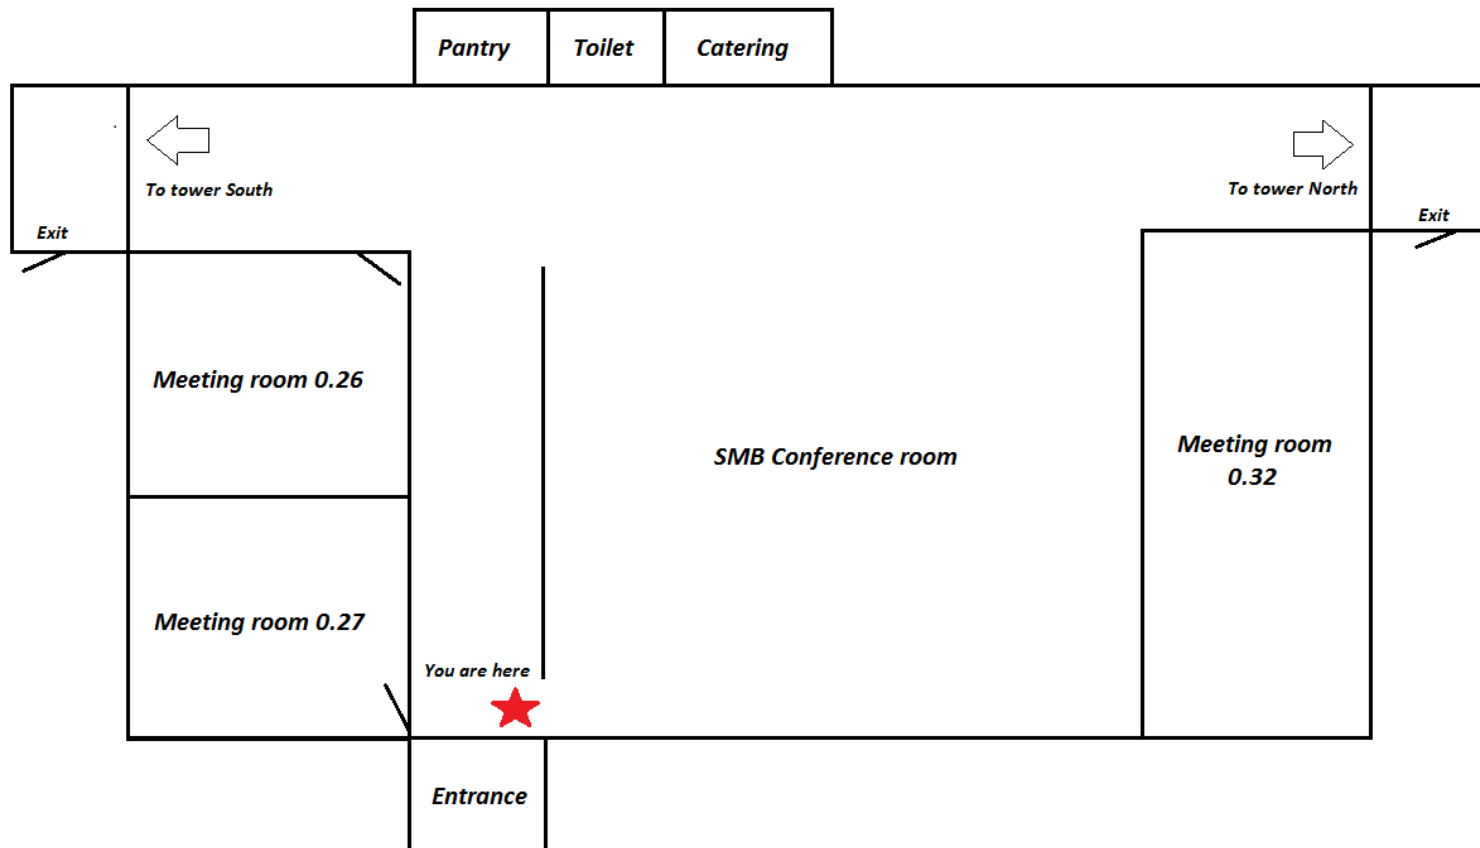 Pantry
Toilet
Catering
To tower South
To tower North
Exit
Exit
Meeting room 0.26
SMB Conference room
Meeting room
0.32
Meeting room 0.27
You are here
Entrance